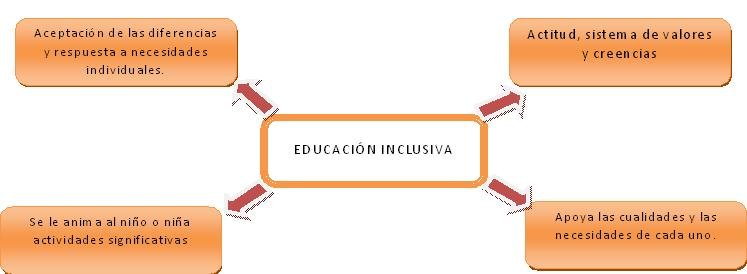 Aceptación de las diferencias
y respuesta a necesidades
individuales.
Actitud, sistema de valores
y creencias
EDUCACIÓN INCLUSIVA
Se le anima al niño o niña
actividades significativas
Apoya las cualidades y las
necesidades de cada uno.